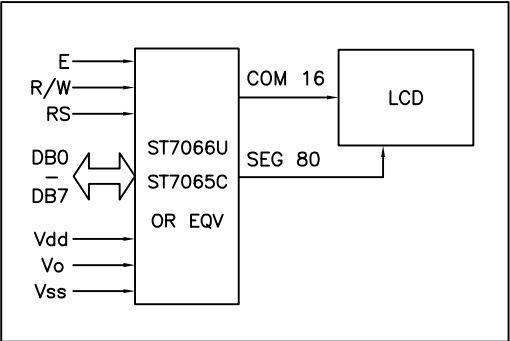 E
R/W
RS
DB0
–
DB7
Vdd
Vo
Vss
ST7066U
ST7065C
OR EQV
COM 16
SEG 80
LCD